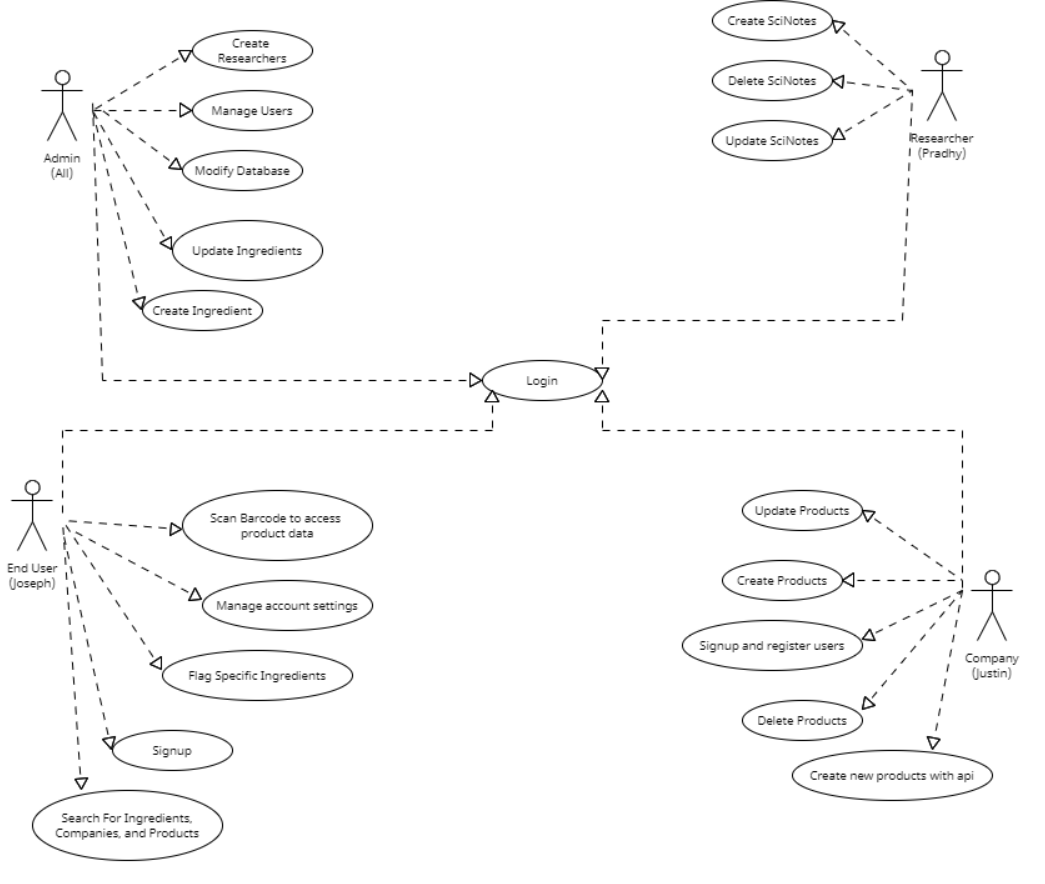 Create
Researchers
Manage Users
Modify Database
Update Ingredients
Create Ingredient
Admin
(All)
Create SciNotes
Delete SciNotes
Update SciNotes
Researcher
(Pradhy)
Login
End User
(Joseph)
Scan Barcode to access
product data
Manage account settings
Flag Specific Ingredients
Signup
Search For Ingredients,
Companies, and Products
Update Products
Create Products
Signup and register users
Delete Products
Create new products with api
Company
(Justin)